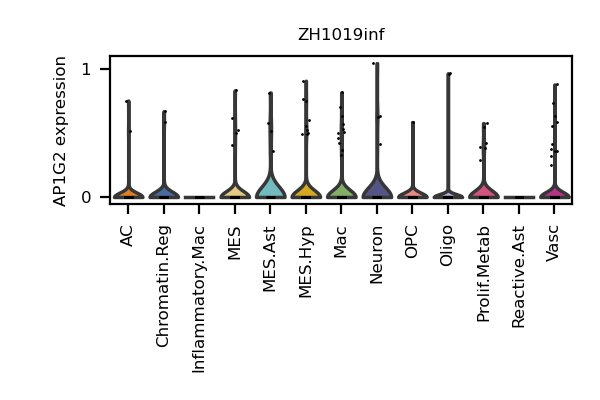 ZH1019inf
AP1G2 expression
1
0
AC
Chromatin.Reg
Inflammatory.Mac
MES
MES.Ast
MES.Hyp
Mac
Neuron
OPC
Oligo
Prolif.Metab
Reactive.Ast
Vasc